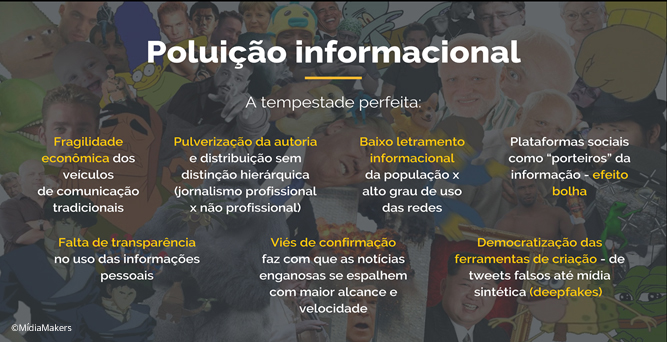 Poluição informacional
A tempestade perfeita:
Fragilidade
econômica dos
veículos
de comunicação
tradicionais
Pulverização da autoria
e distribuição sem
distinção hierárquica
(jornalismo profissional
x não profissional)
Baixo letramento
informacional
da população x
alto grau de uso
das redes
Plataformas sociais
como “porteiros” da
informação - efeito
bolha
Falta de transparência
no uso das informações
pessoais
Viés de confirmação
faz com que as notícias
enganosas se espalhem
com maior alcance e
velocidade
Democratização das
ferramentas de criação - de
tweets falsos até mídia
sintética (deepfakes)
©MídiaMakers